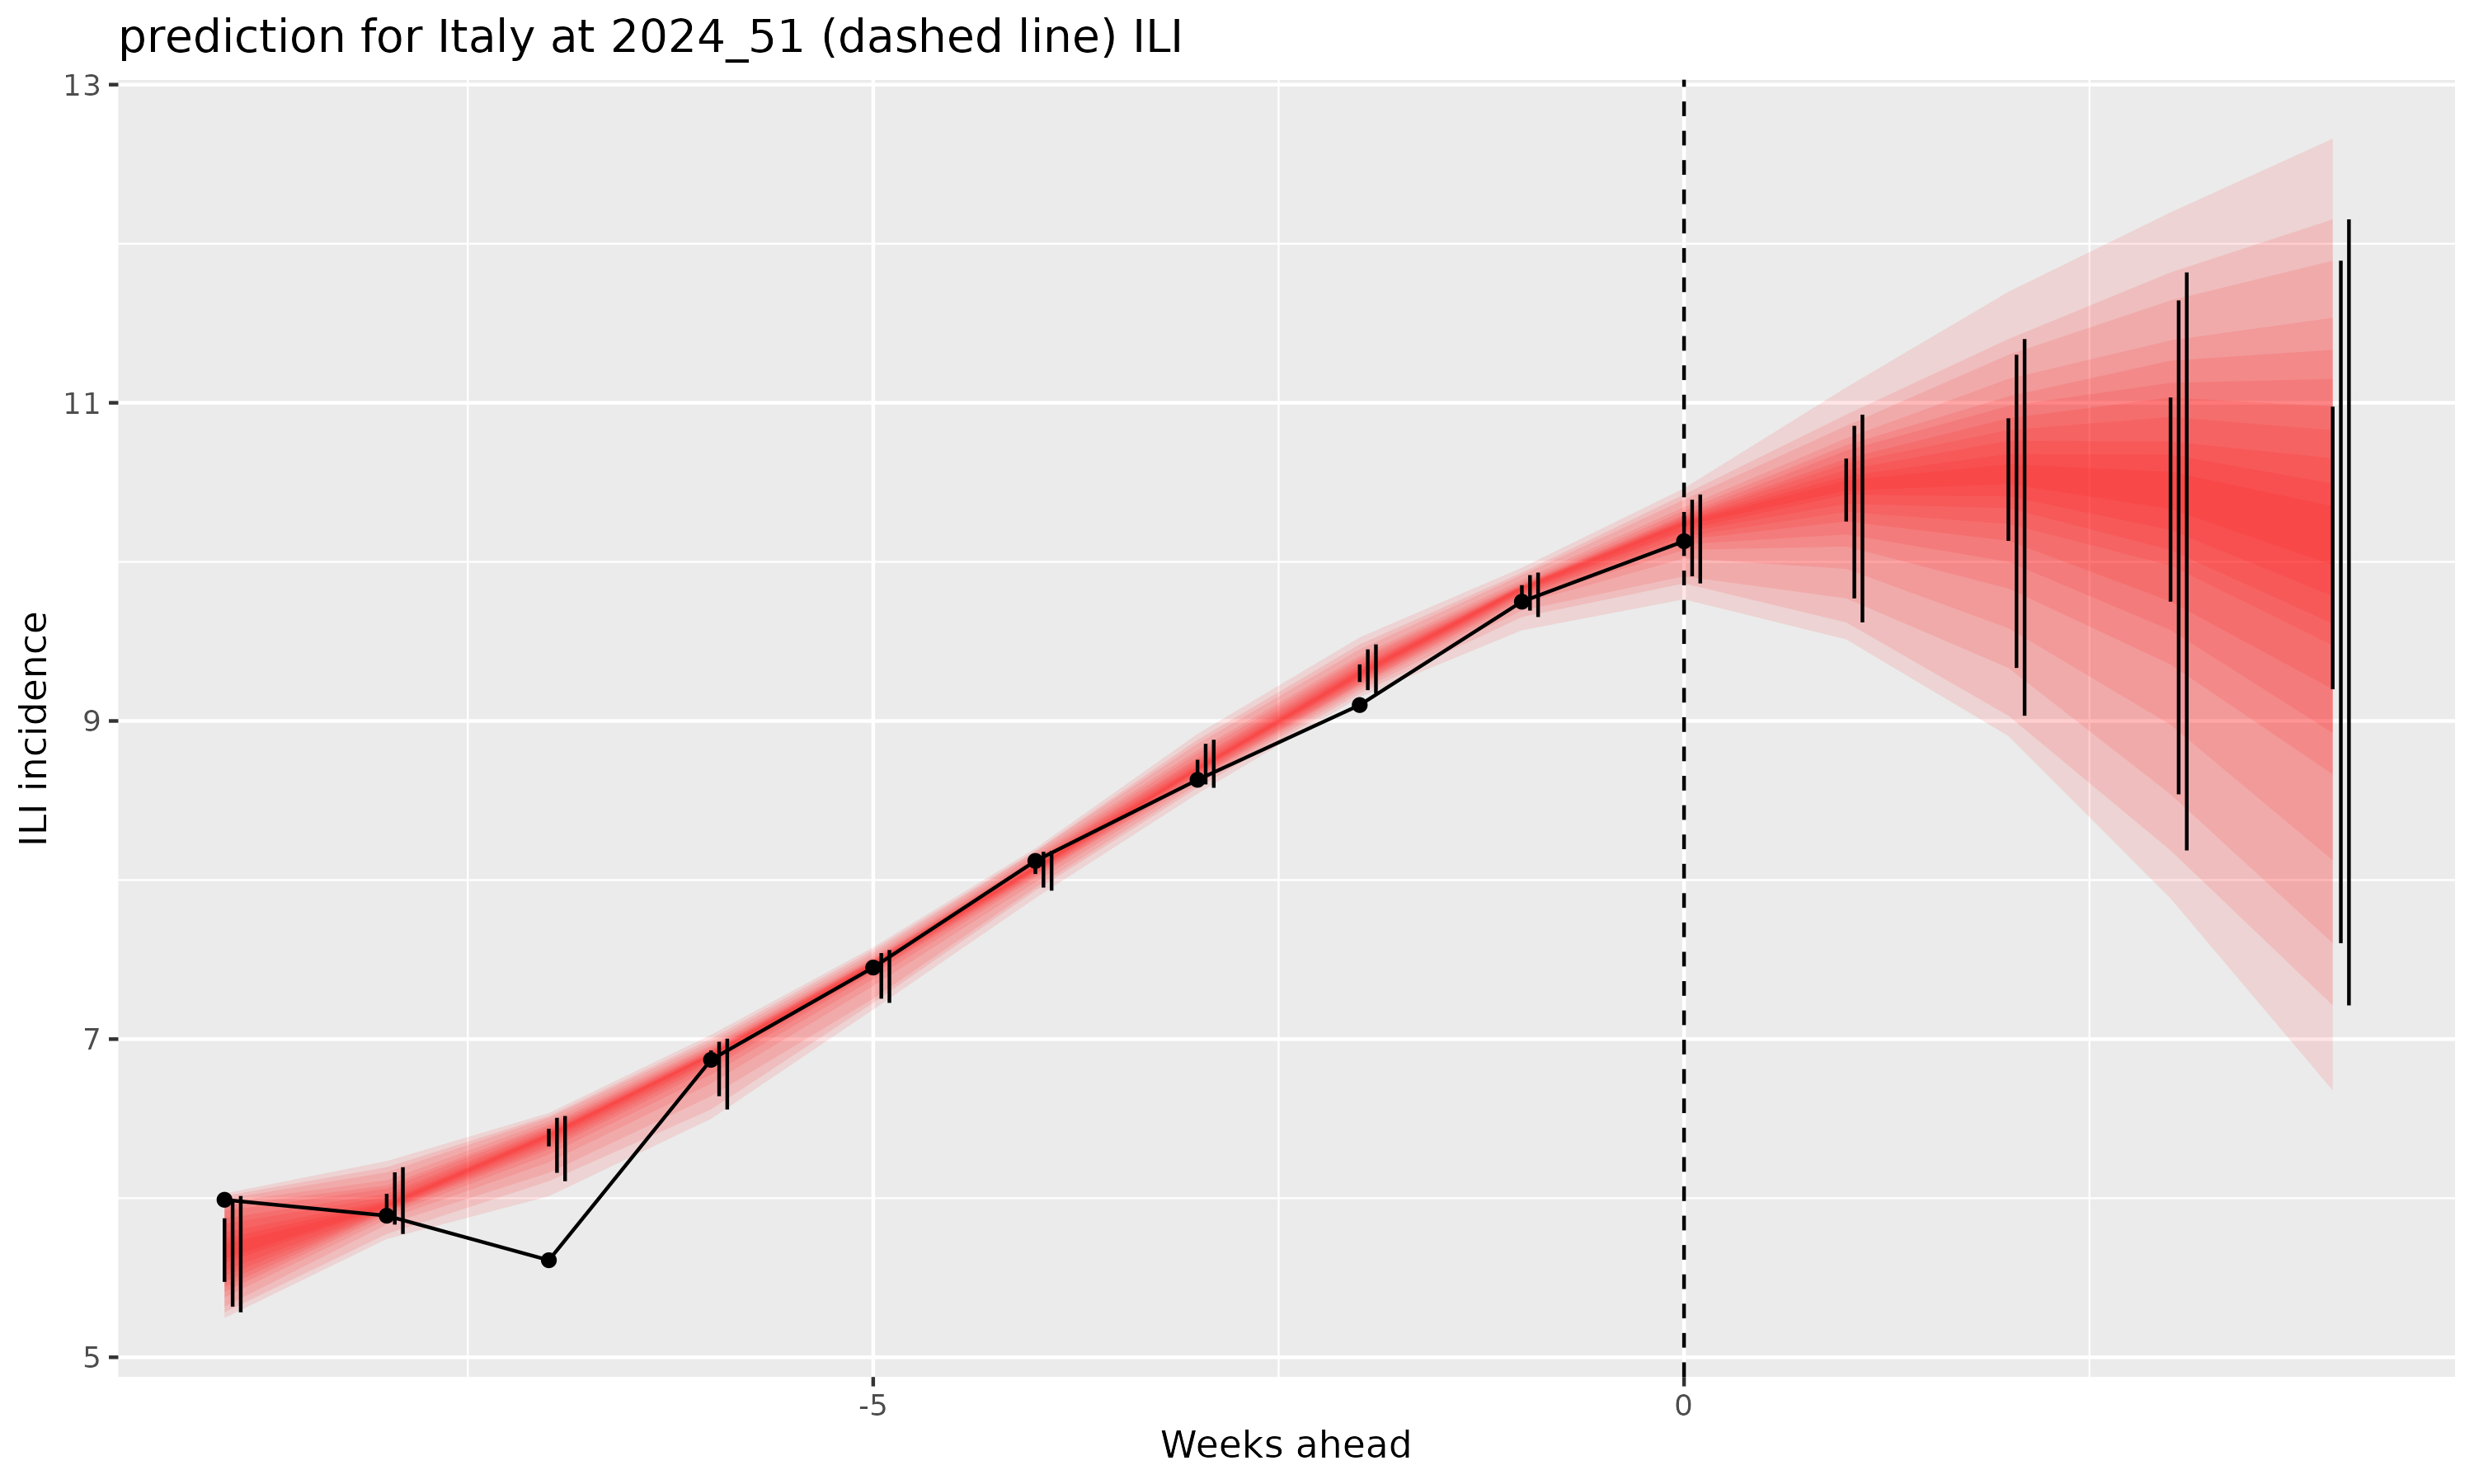 prediction for Italy at 2024_51 (dashed line) ILI
13
11
9
7
5
ILI incidence
-5
0
Weeks ahead